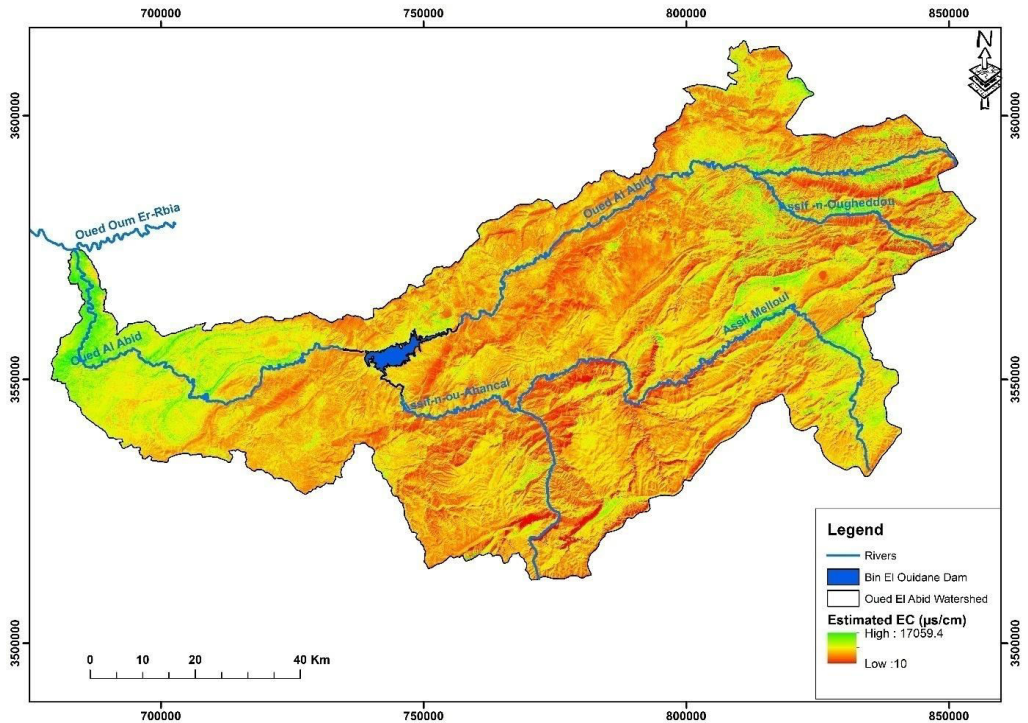 700000
750000
800000
850000
N
3600000
3600000
Oued Oum Er-Rbia
Oued Al Abid
Assif -n-Ougheddou
Assif Melloul
Oued Al Abid
3550000
3550000
Assif-n-ou-Ahancal
Legend
Rivers
Bin El Ouidane Dam
Oued El Abid Watershed
Estimated EC (µs/cm)
High : 17059.4
Low :10
3500000
3500000
0 10 20 40 Km
700000
750000
800000
850000